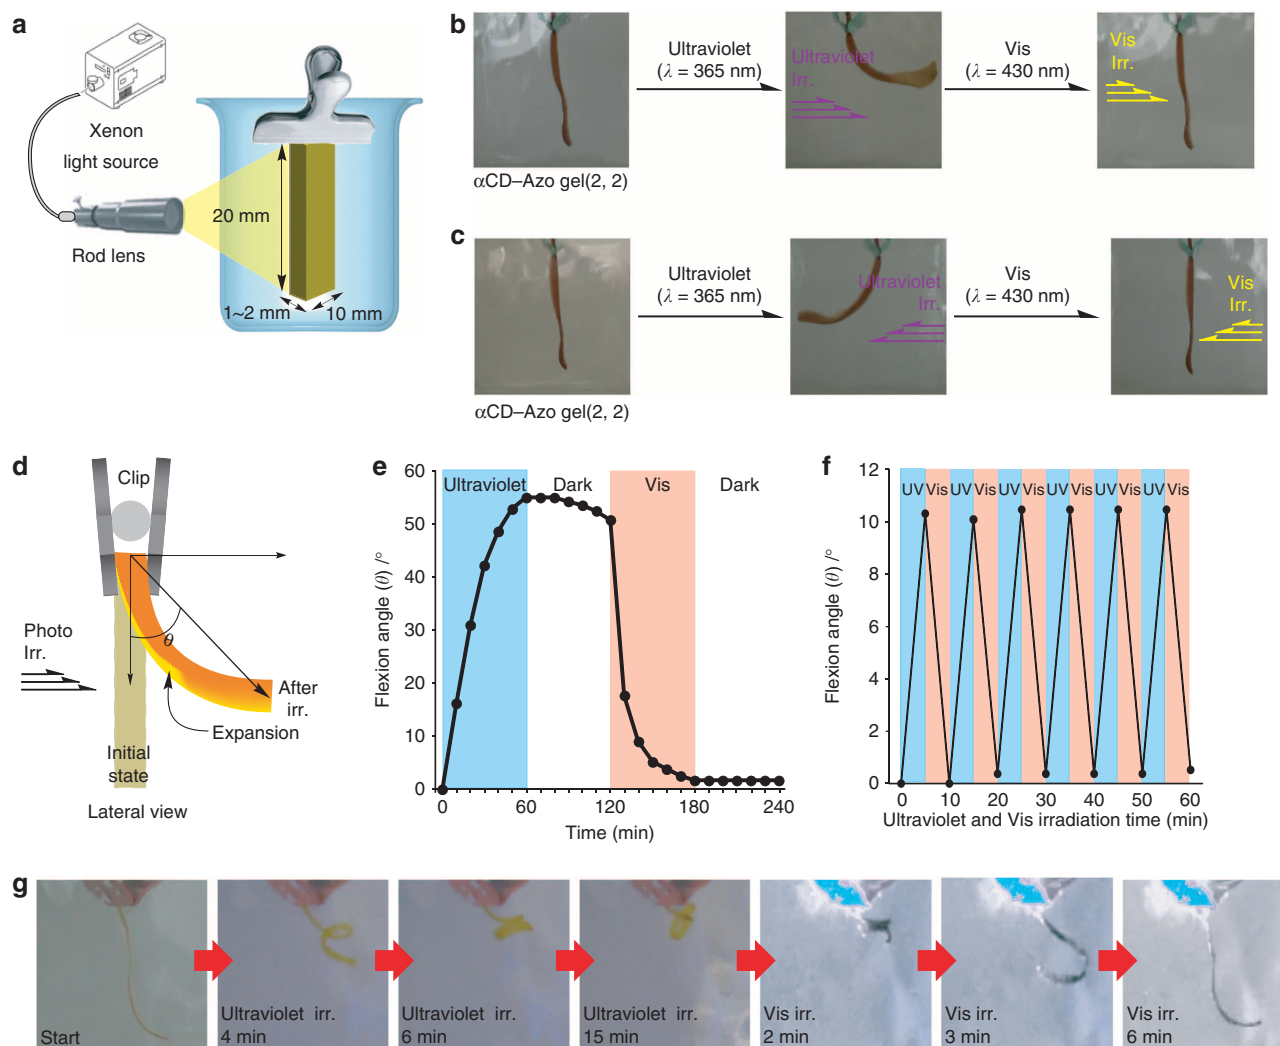 a
Xenon
light source
Rod lens
20 mm
1~2 mm
10 mm
b
αCD–Azo gel(2, 2)
Ultraviolet
(λ = 365 nm)
Ultraviolet
Irr.
Vis
(λ = 430 nm)
Vis
Irr.
c
αCD–Azo gel(2, 2)
Ultraviolet
(λ = 365 nm)
Ultraviolet
Irr.
Vis
(λ = 430 nm)
Vis
Irr.
d
Clip
Photo
Irr.
θ
After
irr.
Expansion
Initial
state
Lateral view
e
Flexion angle (θ) /°
60
50
40
30
20
10
0
Ultraviolet
Dark
Vis
Dark
0 60 120 180 240
Time (min)
f
Flexion angle (θ) /°
12
10
8
6
4
2
0
UV Vis UV Vis UV Vis UV Vis UV Vis UV Vis
0 10 20 30 40 50 60
Ultraviolet and Vis irradiation time (min)
g
Start
Ultraviolet irr.
4 min
Ultraviolet irr.
6 min
Ultraviolet irr.
15 min
Vis irr.
2 min
Vis irr.
3 min
Vis irr.
6 min